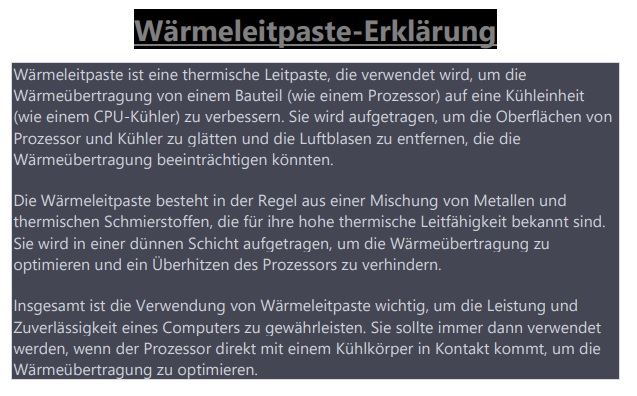 Wärmeleitpaste-Erklärung
Wärmeleitpaste ist eine thermische Leitpaste, die verwendet wird, um die
Wärmeübertragung von einem Bauteil (wie einem Prozessor) auf eine Kühleinheit
(wie einem CPU-Kühler) zu verbessern. Sie wird aufgetragen, um die Oberflächen von
Prozessor und Kühler zu glätten und die Luftblasen zu entfernen, die die
Wärmeübertragung beeinträchtigen könnten.
Die Wärmeleitpaste besteht in der Regel aus einer Mischung von Metallen und
thermischen Schmierstoffen, die für ihre hohe thermische Leitfähigkeit bekannt sind.
Sie wird in einer dünnen Schicht aufgetragen, um die Wärmeübertragung zu
optimieren und ein Überhitzen des Prozessors zu verhindern.
Insgesamt ist die Verwendung von Wärmeleitpaste wichtig, um die Leistung und
Zuverlässigkeit eines Computers zu gewährleisten. Sie sollte immer dann verwendet
werden, wenn der Prozessor direkt mit einem Kühlkörper in Kontakt kommt, um die
Wärmeübertragung zu optimieren.